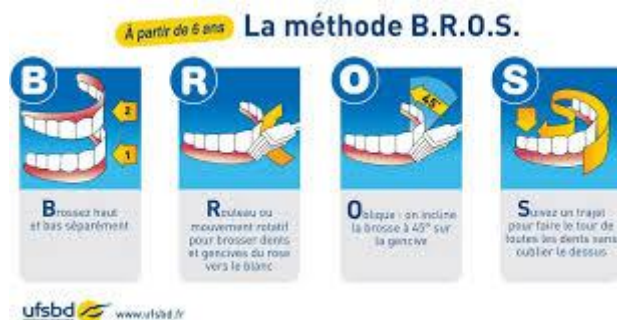 À partir de 6 ans La méthode B.R.O.S.
B
2
1
Brossez haut
et bas séparément
R
Rouleau ou
mouvement rotatif
pour brosser dents
et gencives du rose
vers le blanc
O
45°
Oblique : on incline
la brosse à 45° sur
la gencive
S
Suivez un trajet
pour faire le tour de
toutes les dents sans
oublier le dessus
ufsbd www.ufsbd.fr